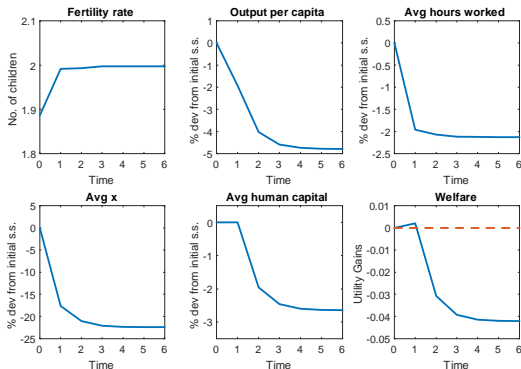 Fertility rate
2.1
2
1.9
1.8
No. of children
0 1 2 3 4 5 6
Time
Output per capita
0
-1
-2
-3
-4
-5
% dev from initial s.s.
0 1 2 3 4 5 6
Time
Avg hours worked
0.5
0
-0.5
-1
-1.5
-2
-2.5
% dev from initial s.s.
0 1 2 3 4 5 6
Time
Avg x
5
0
-5
-10
-15
-20
-25
% dev from initial s.s.
0 1 2 3 4 5 6
Time
Avg human capital
0
-1
-2
-3
% dev from initial s.s.
0 1 2 3 4 5 6
Time
Welfare
0.01
0
-0.01
-0.02
-0.03
-0.04
-0.05
Utility Gains
0 1 2 3 4 5 6
Time